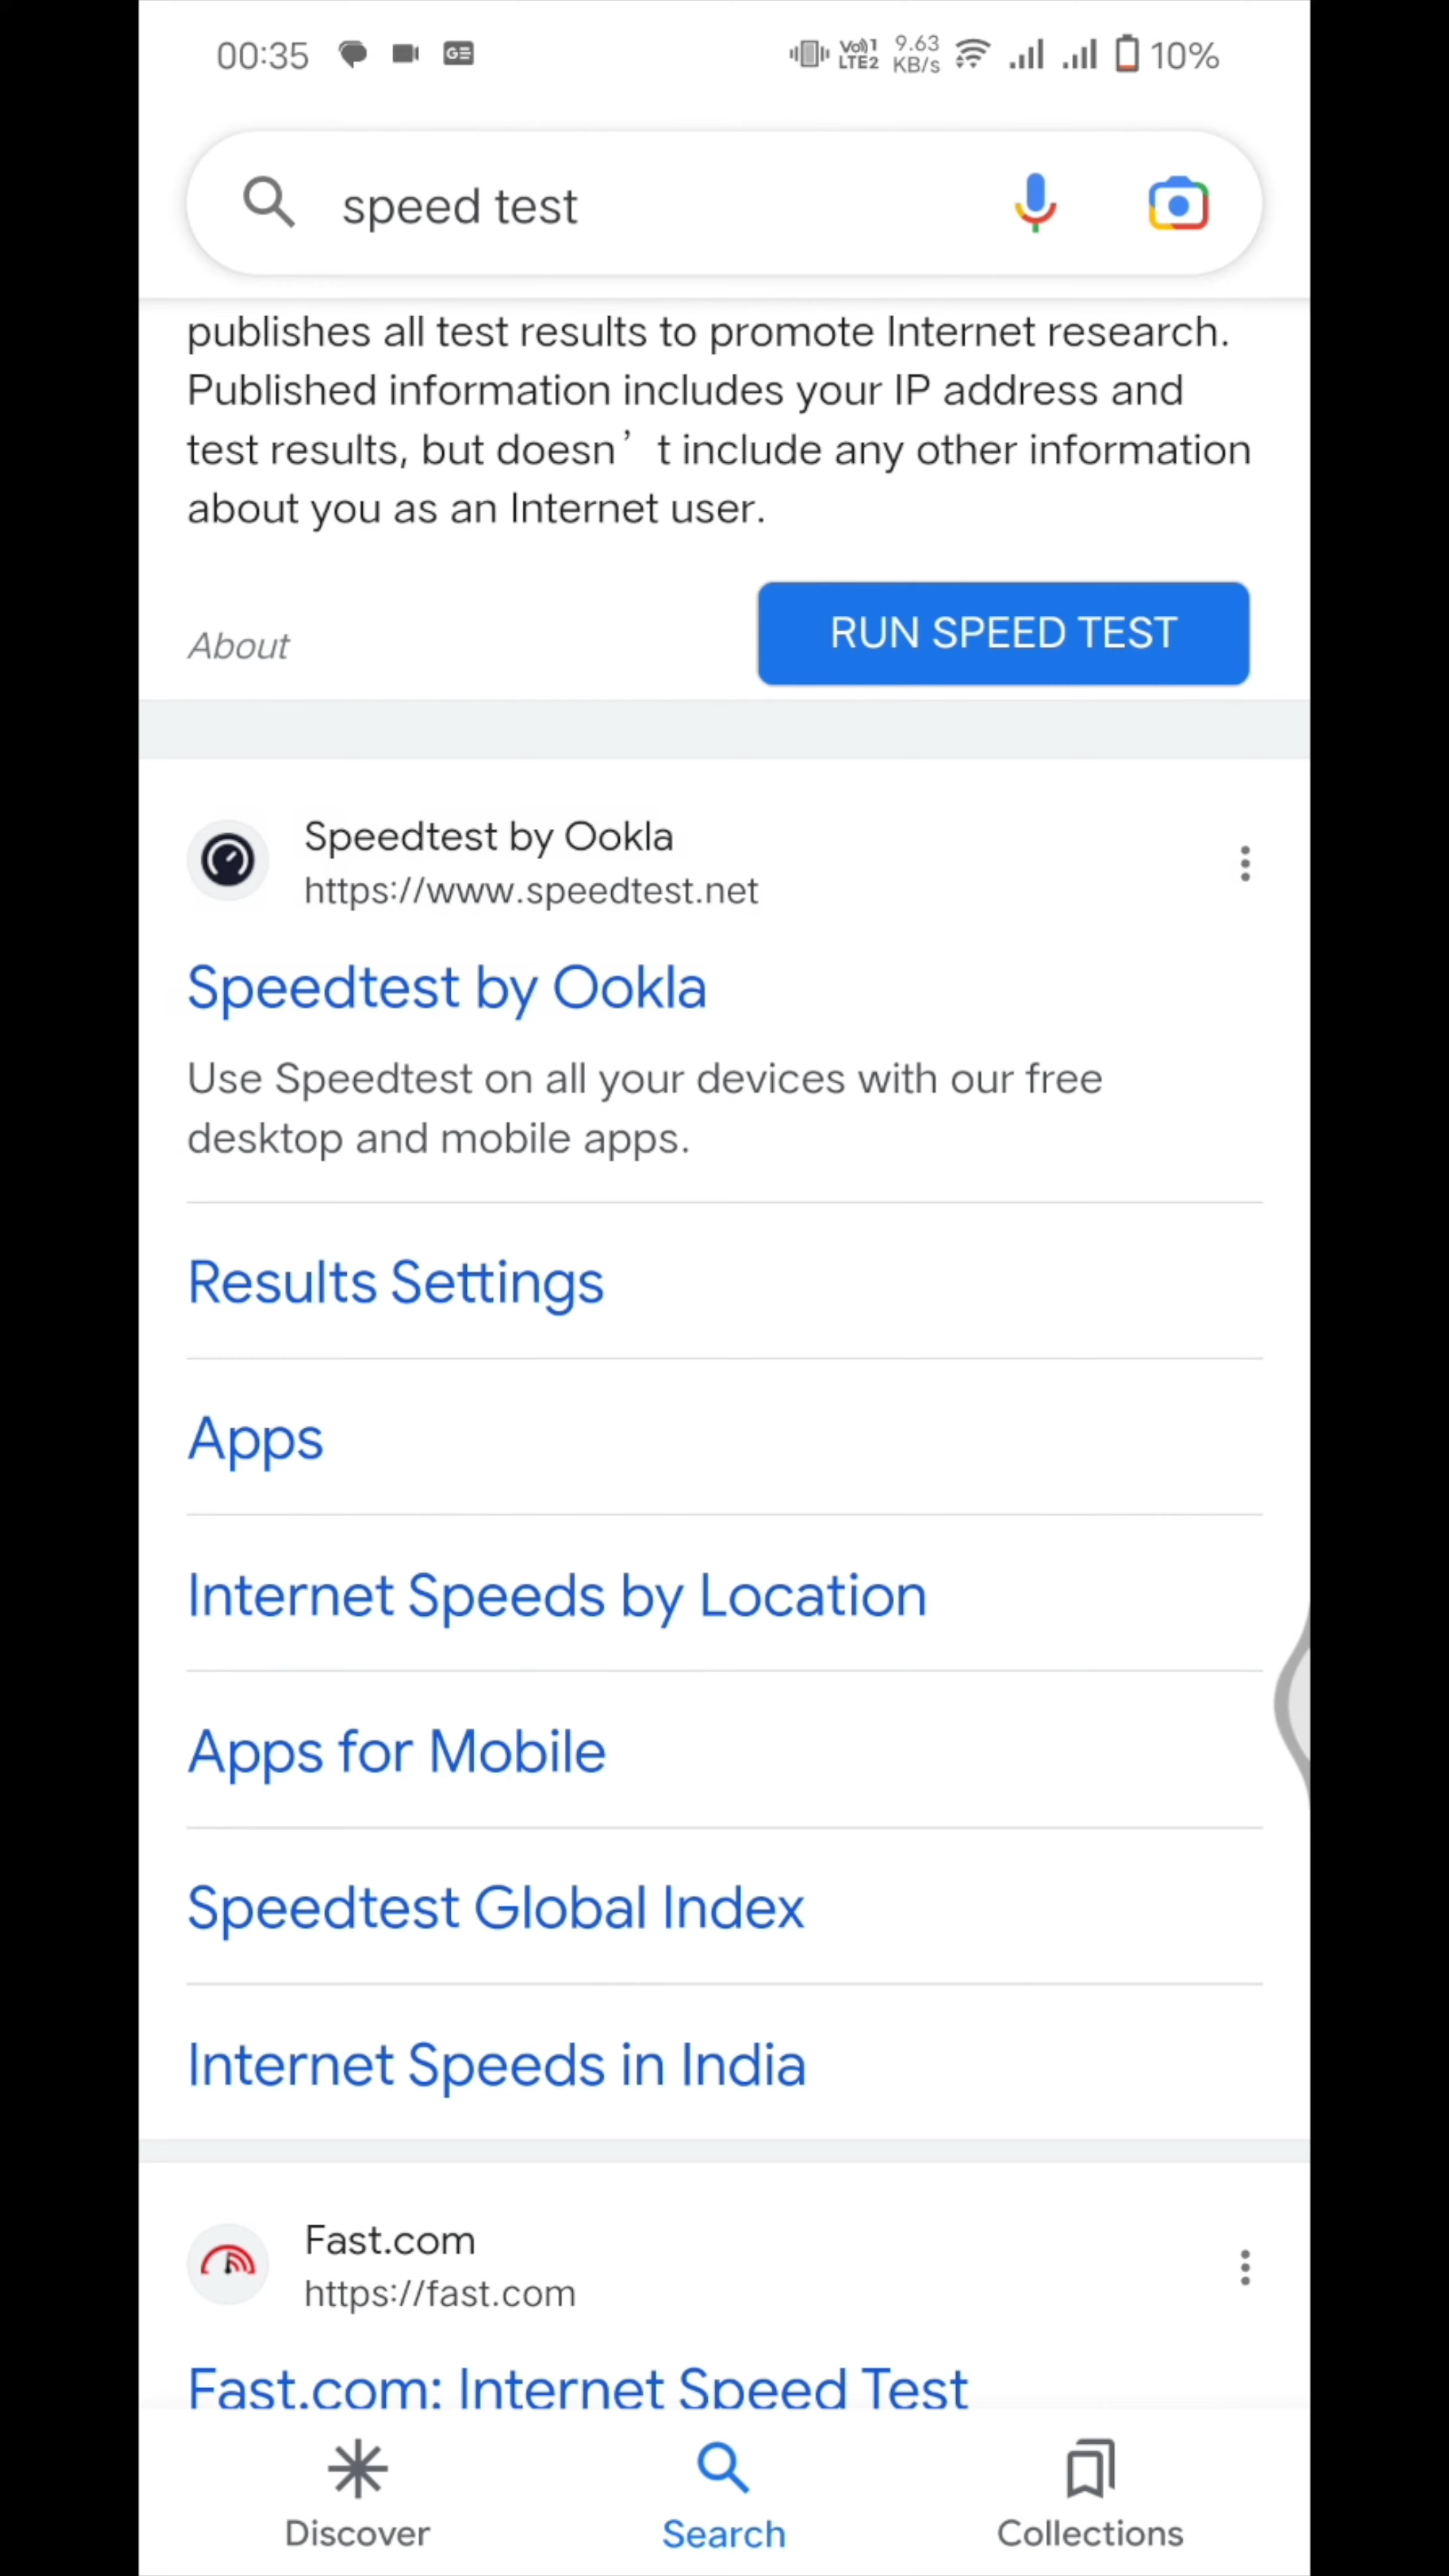 00:35
Vo))1
LTE2
9.63
KB/s
10%
speed test
publishes all test results to promote Internet research.
Published information includes your IP address and
test results, but doesn’t include any other information
about you as an Internet user.
About
RUN SPEED TEST
Speedtest by Ookla
https://www.speedtest.net
Speedtest by Ookla
Use Speedtest on all your devices with our free
desktop and mobile apps.
Results Settings
Apps
Internet Speeds by Location
Apps for Mobile
Speedtest Global Index
Internet Speeds in India
Fast.com
https://fast.com
Fast.com: Internet Speed Test
Discover
Search
Collections